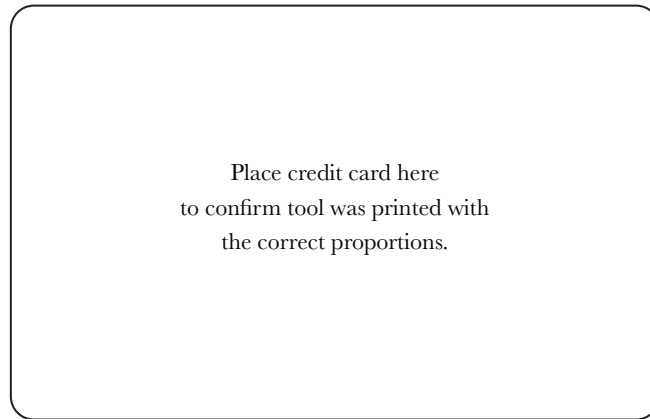 Place credit card here
to confirm tool was printed with
the correct proportions.